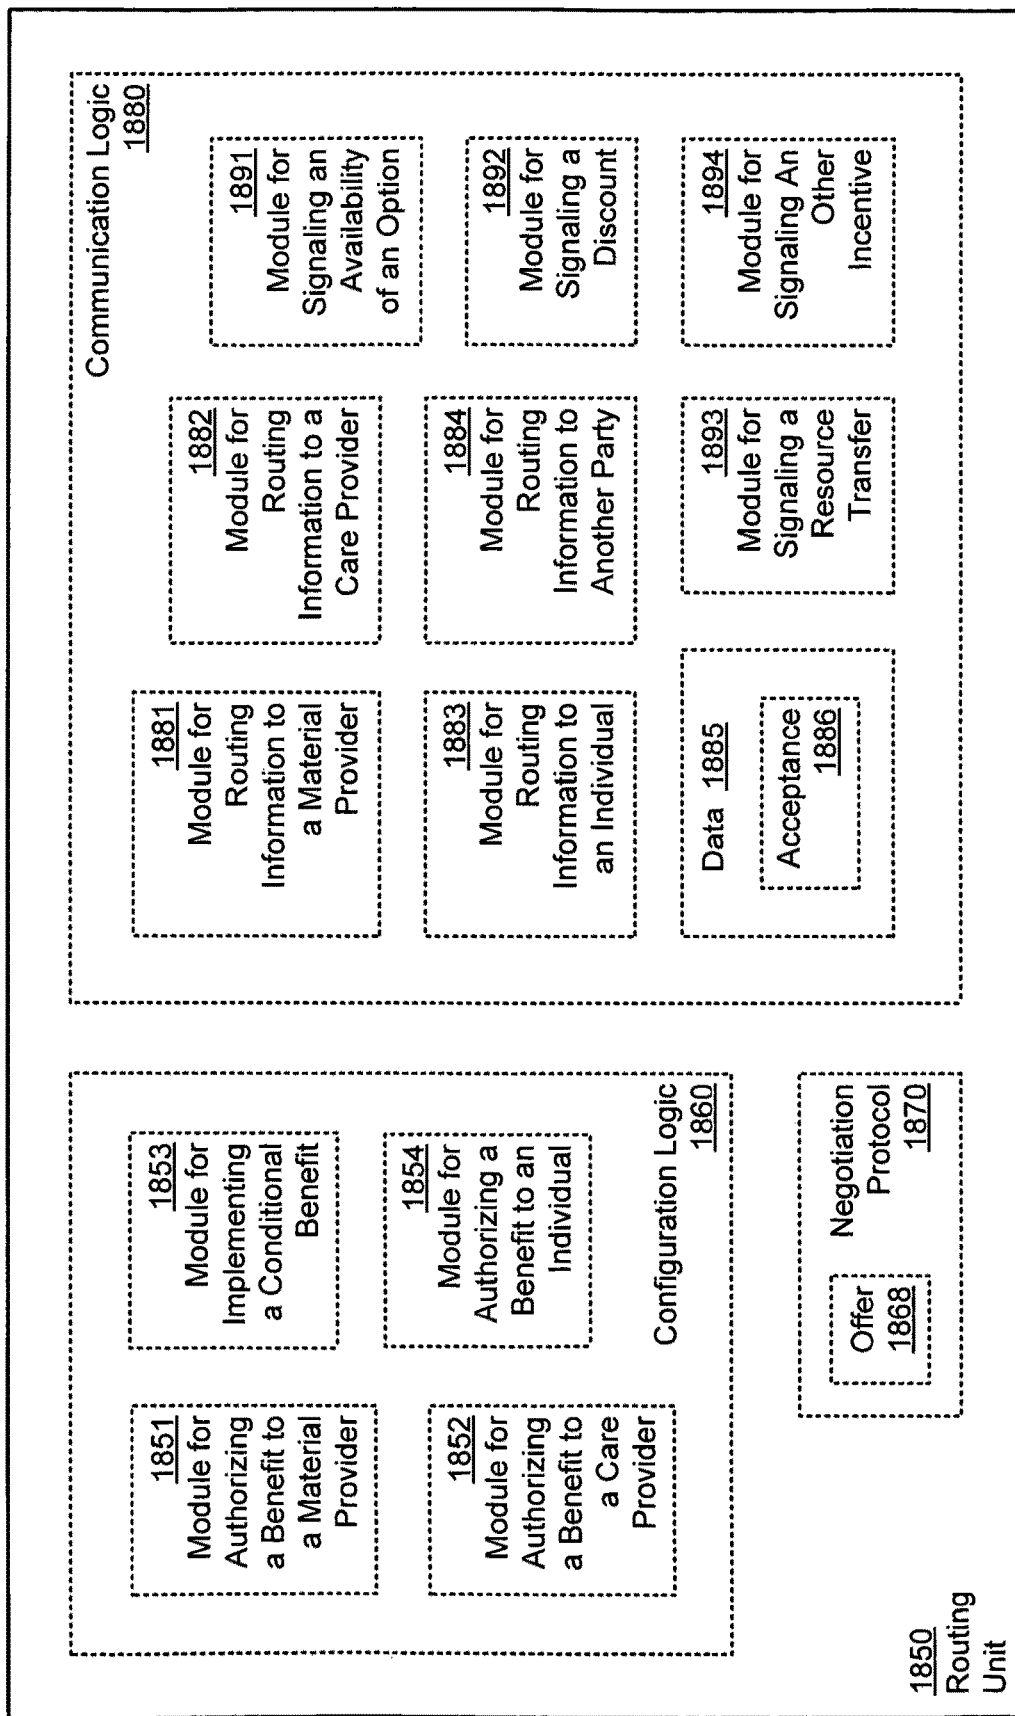 1851
Module for
Authorizing
a Benefit to
a Material
Provider
1853
Module for
Implementing
a Conditional
Benefit
1852
Module for
Authorizing
a Benefit to
a Care
Provider
1854
Module for
Authorizing a
Benefit to an
Individual
Configuration Logic
1860
Offer
1868
Negotiation
Protocol
1870
1850
Routing
Unit
Communication Logic
1880
1881
Module for
Routing
Information to
a Material
Provider
1882
Module for
Routing
Information to a
Care Provider
1891
Module for
Signaling an
Availability
of an Option
1883
Module for
Routing
Information to
an Individual
1884
Module for
Routing
Information to
Another Party
1892
Module for
Signaling a
Discount
Data 1885
Acceptance
1886
1893
Module for
Signaling a
Resource
Transfer
1894
Module for
Signaling An
Other
Incentive